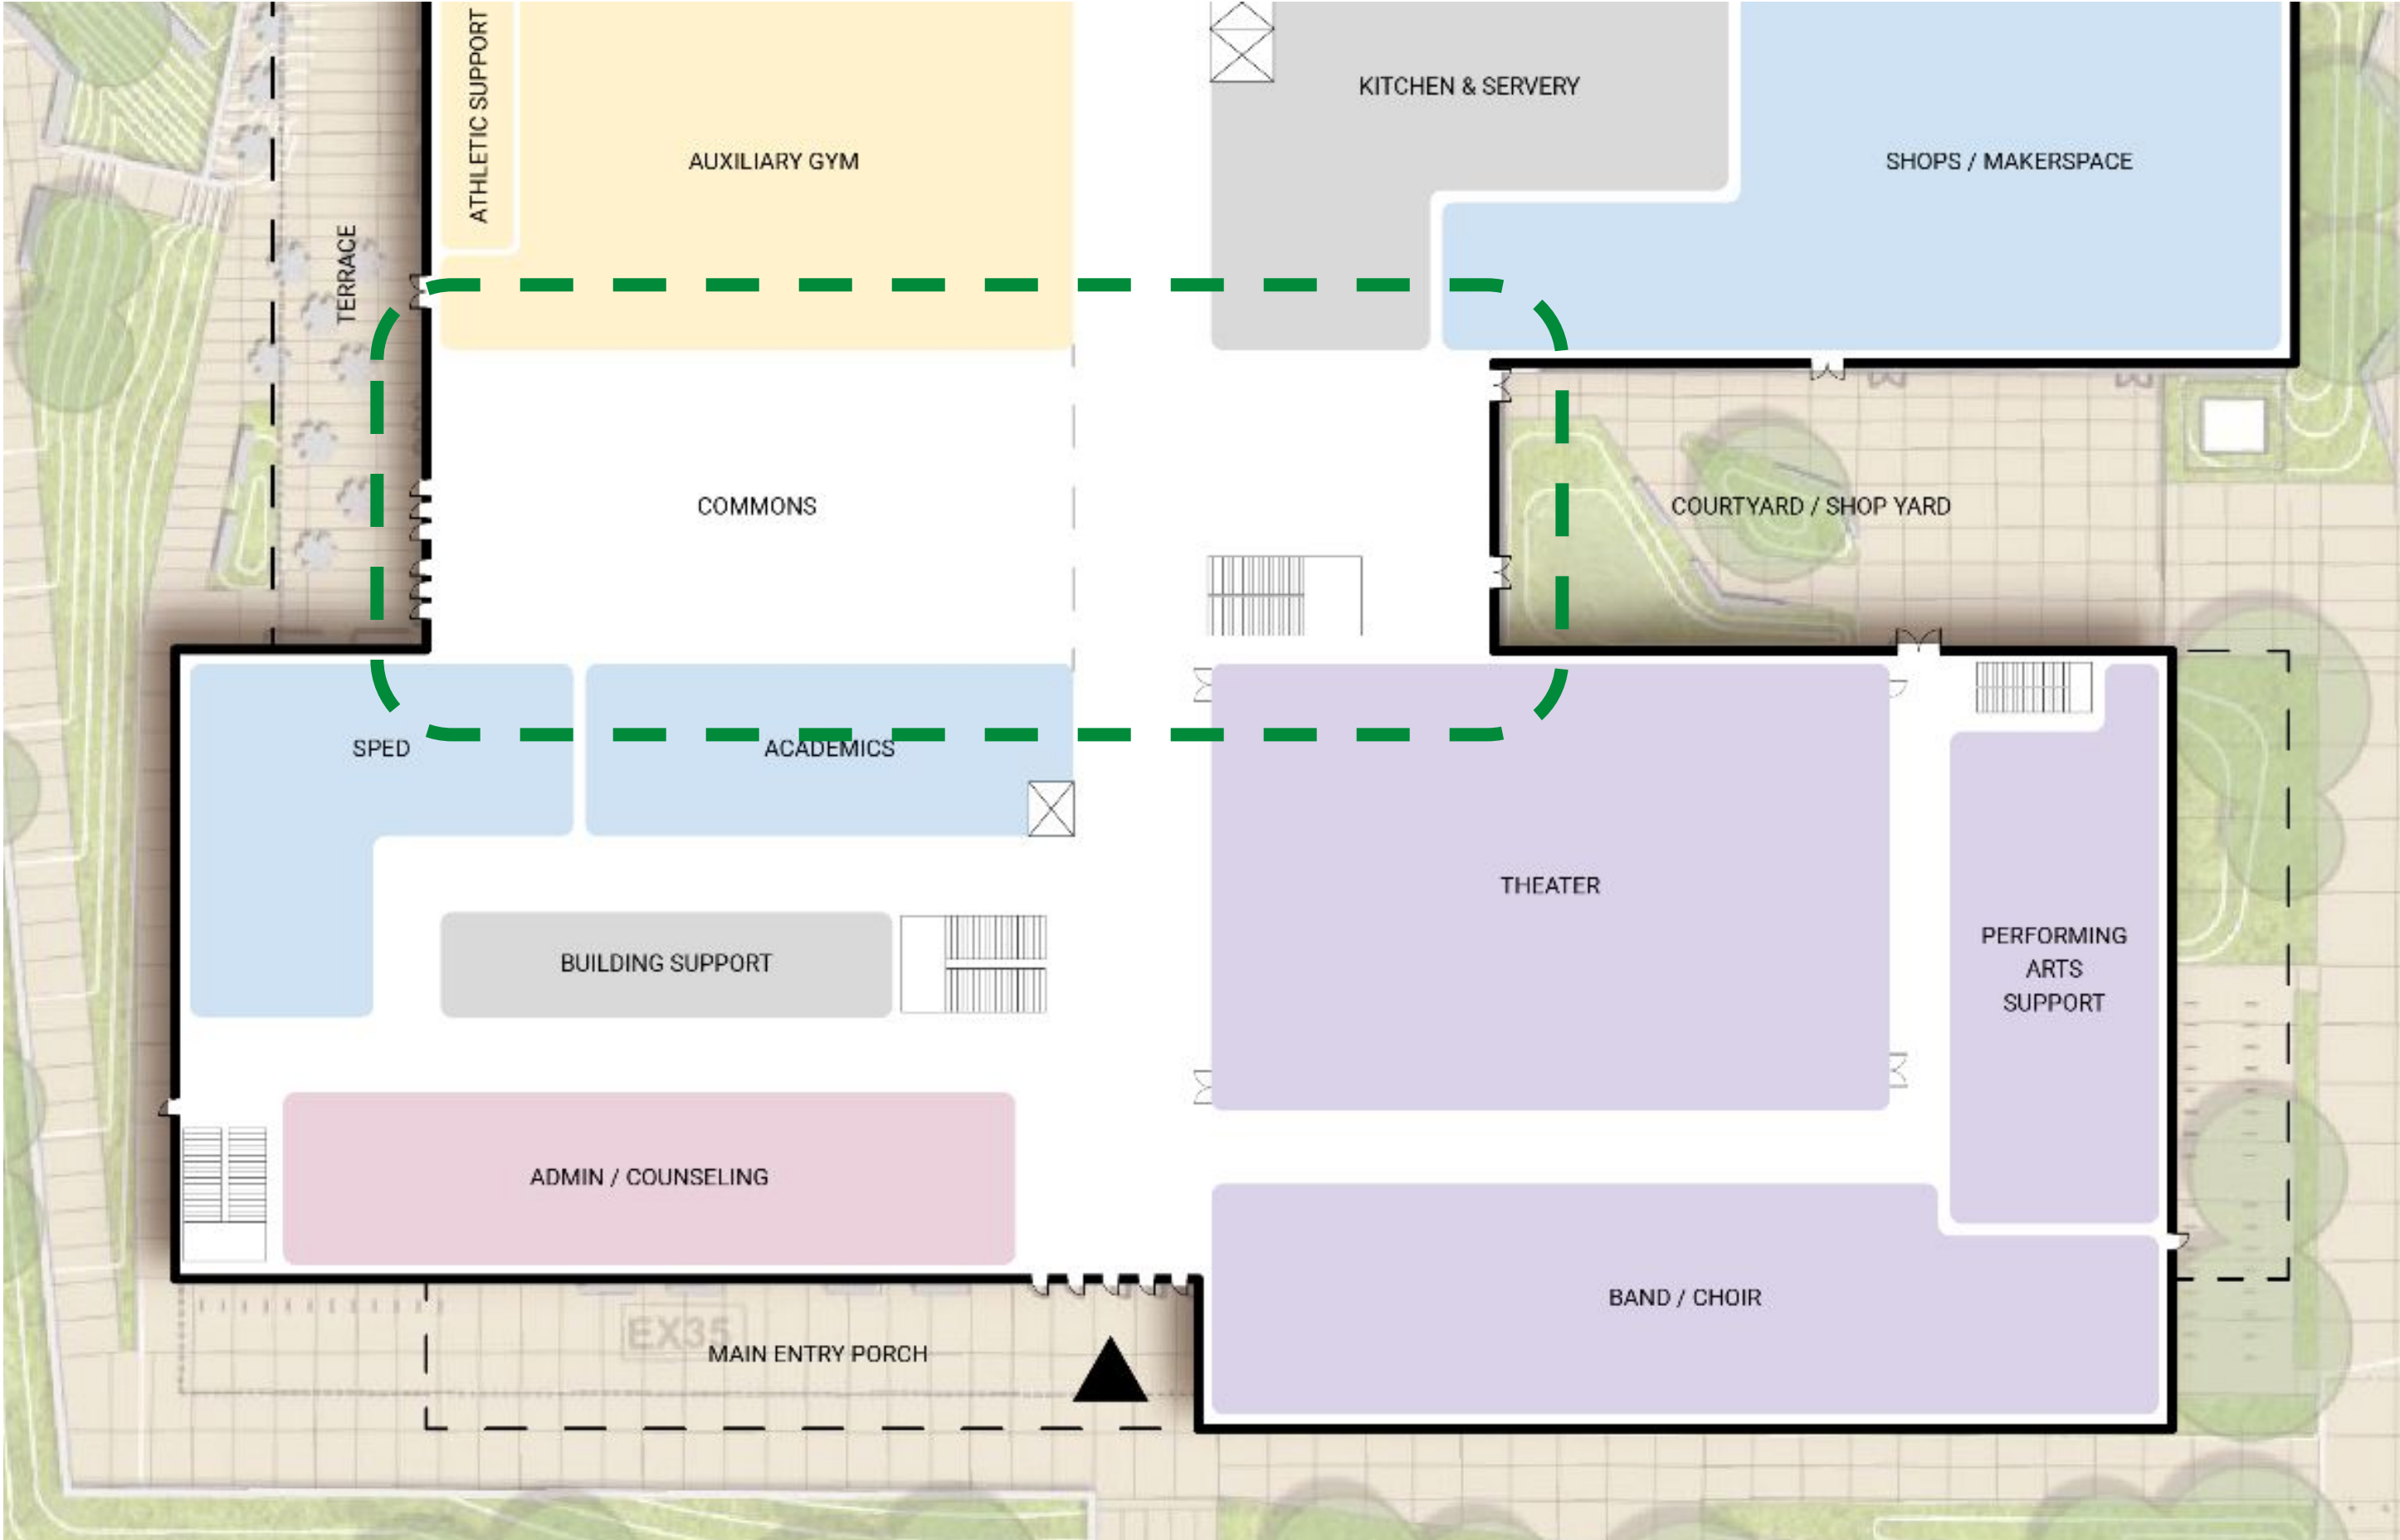 ATHLETIC SUPPORT
AUXILIARY GYM
KITCHEN & SERVERY
SHOPS / MAKERSPACE
TERRACE
COMMONS
COURTYARD / SHOP YARD
SPED
ACADEMICS
THEATER
BUILDING SUPPORT
PERFORMING
ARTS
SUPPORT
ADMIN / COUNSELING
BAND / CHOIR
EX35
MAIN ENTRY PORCH